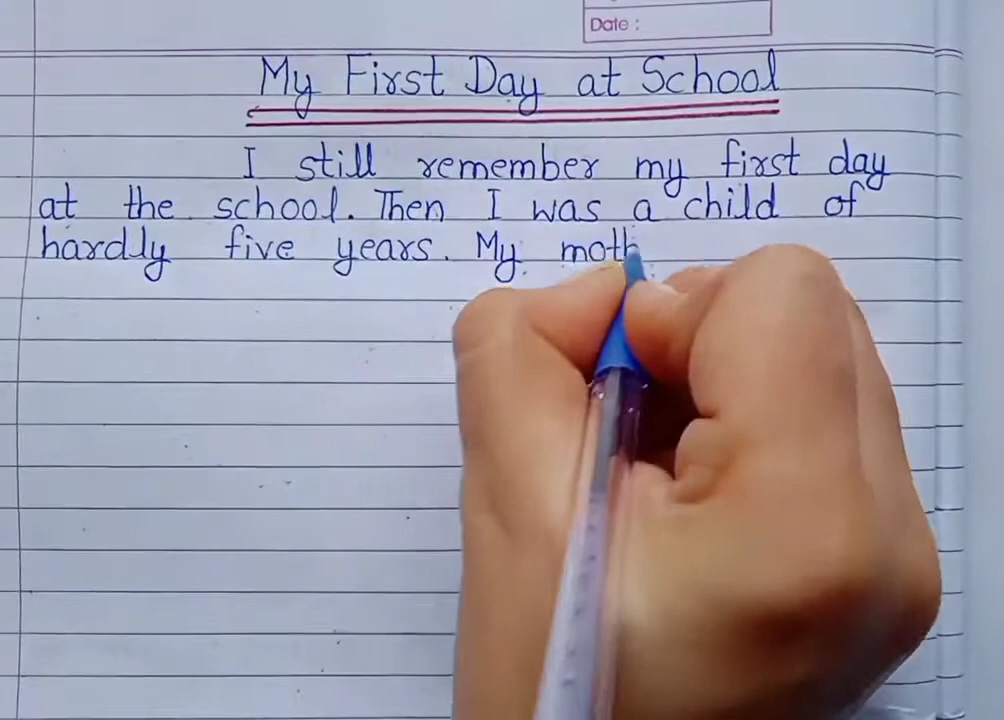 Date :
My First Day at School
I still remember my first day
at the school. Then I was a child of
hardly five years. My moth